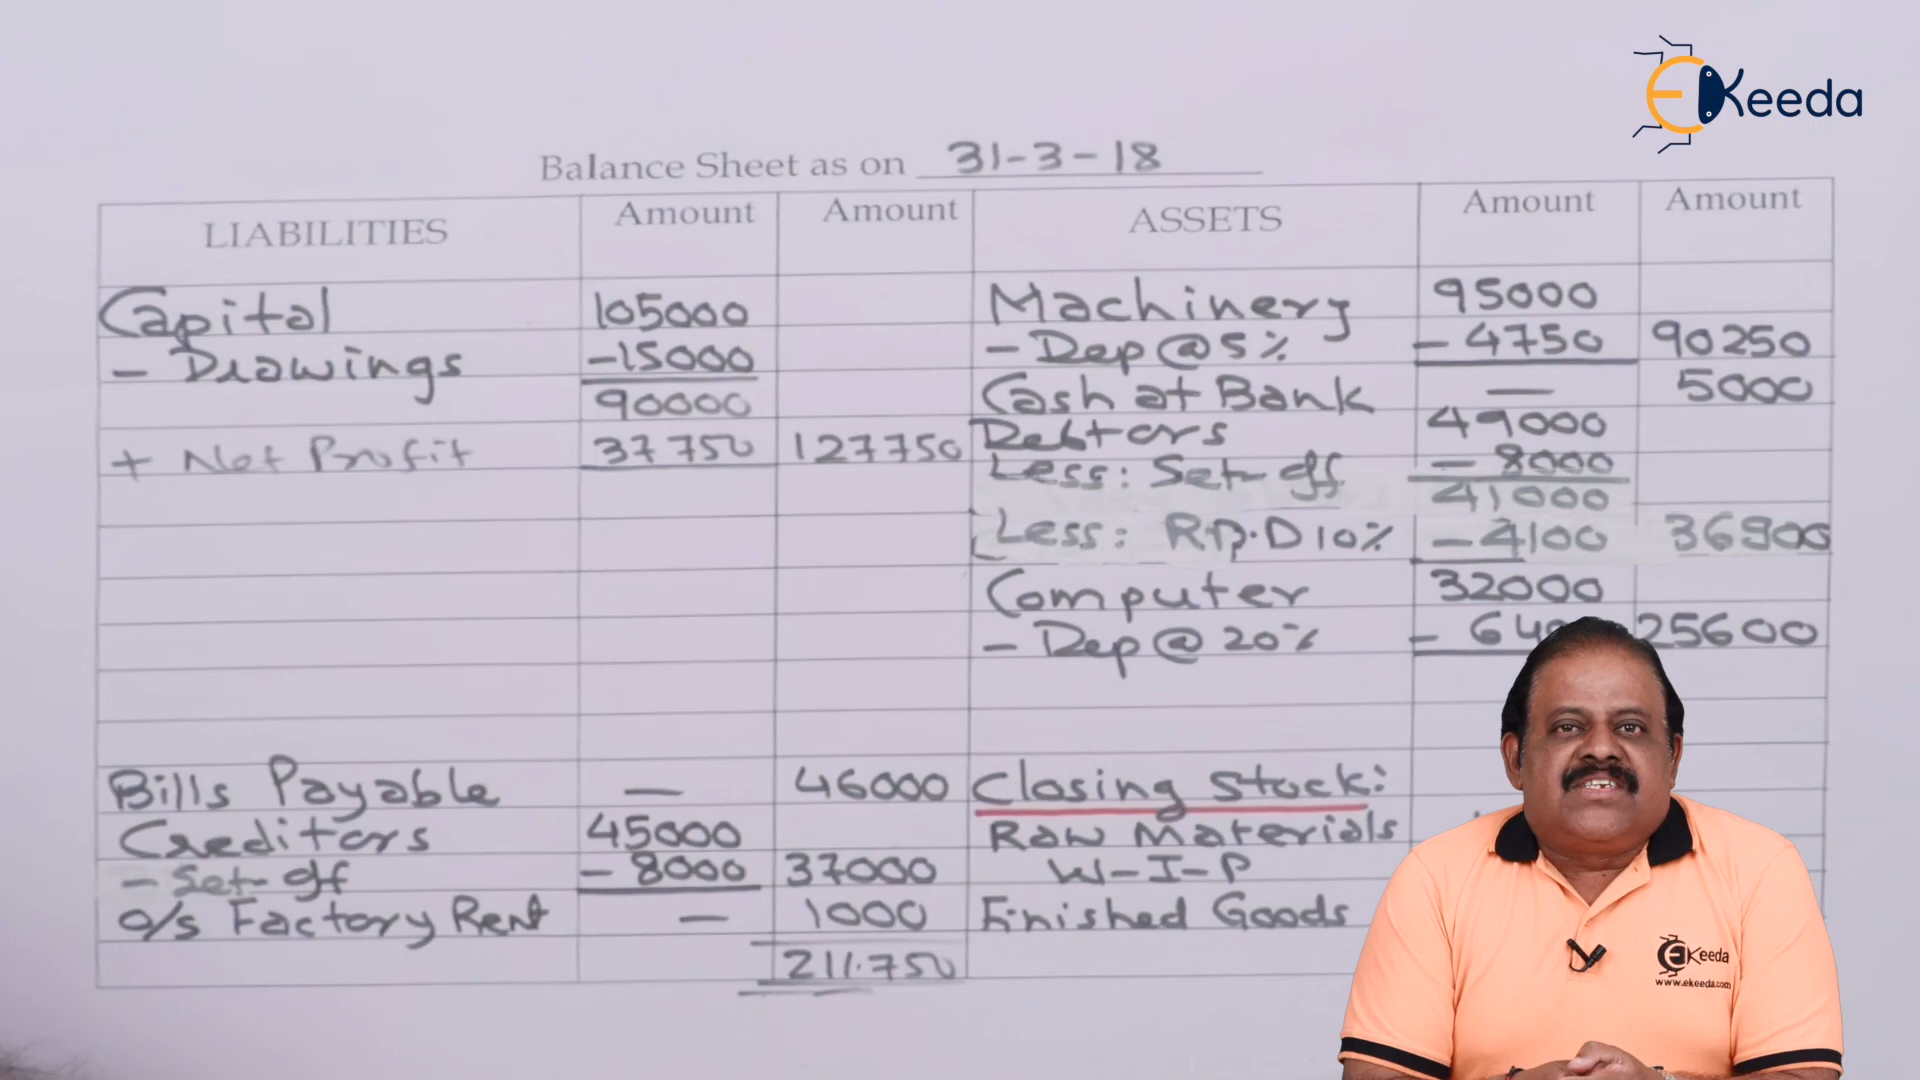 EKeeda
Balance Sheet as on 31-3-18
LIABILITIES Amount Amount ASSETS Amount Amount
Capital 105000 Machinery 95000
- Drawings -15000 - Dep @ 5% - 4750 90250
90000 Cash at Bank — 5000
+ Net Profit 37750 127750 Debtors 49000
Less: Set-off - 8000
41000
Less: R.D.D 10% - 4100 36900
Computer 32000
- Dep @ 20% - 25600
Bills Payable — 46000 Closing Stock:
Creditors 45000 Raw Materials
- Set-off - 8000 37000 W-I-P
o/s Factory Rent — 1000 Finished Goods
211.750
EKeeda
www.ekeeda.com